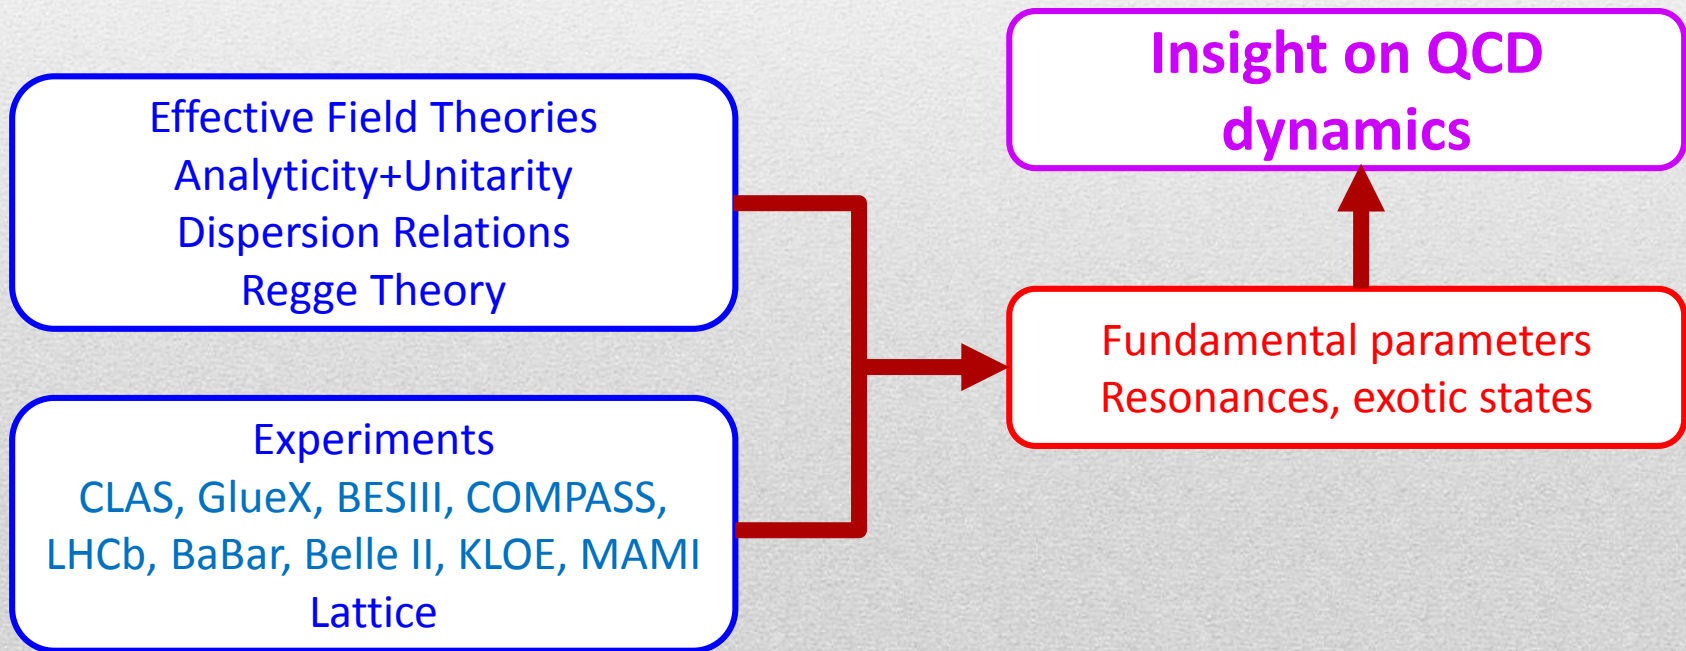 Effective Field Theories
Analyticity+Unitarity
Dispersion Relations
Regge Theory
Experiments
CLAS, GlueX, BESIII, COMPASS,
LHCb, BaBar, Belle II, KLOE, MAMI
Lattice
Insight on QCD
dynamics
Fundamental parameters
Resonances, exotic states